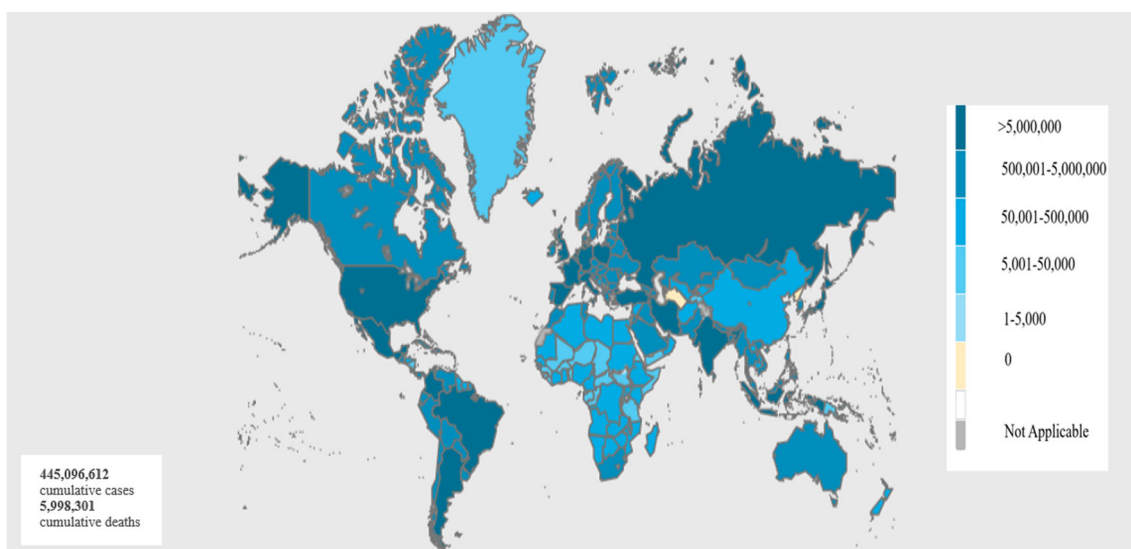 >5,000,000
500,001-5,000,000
50,001-500,000
5,001-50,000
1-5,000
0
Not Applicable
445,096,612
cumulative cases
5,998,301
cumulative deaths